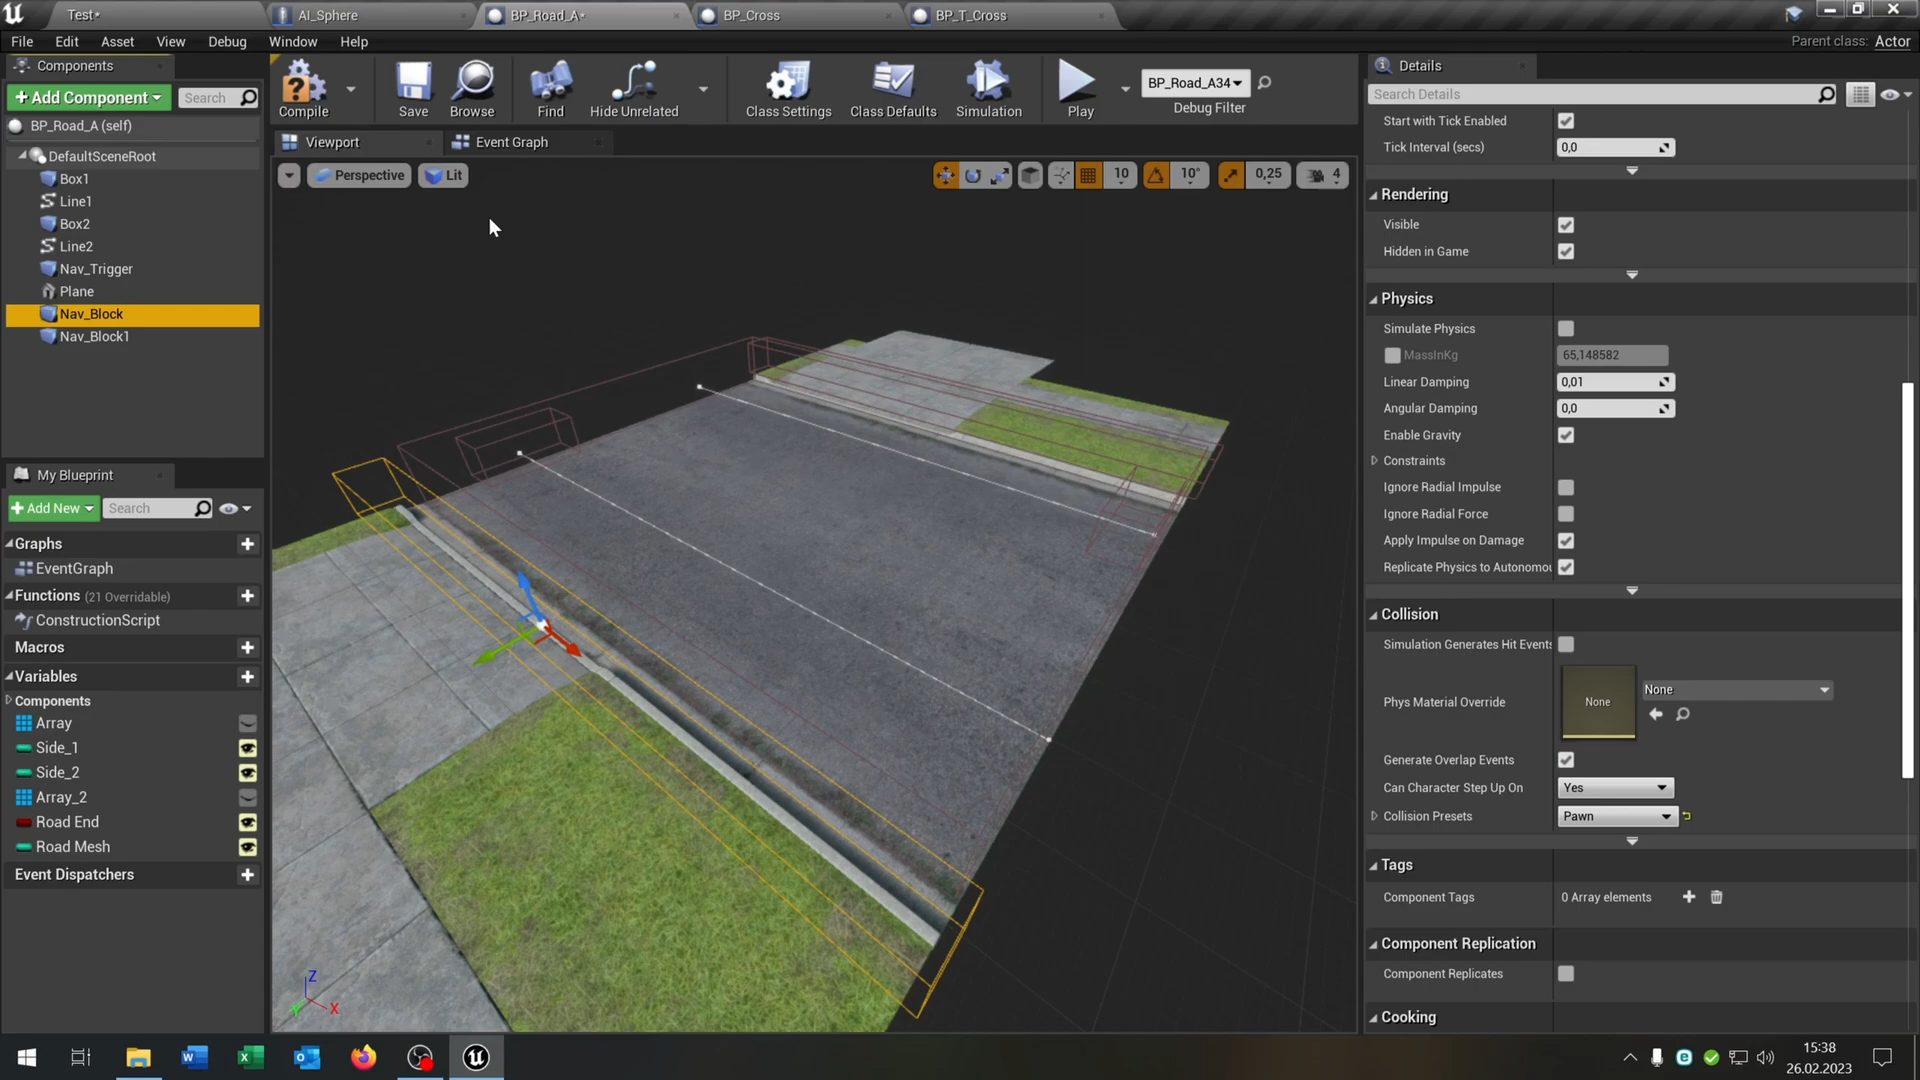 Test*
AI_Sphere
BP_Road_A*
BP_Cross
BP_T_Cross
File Edit Asset View Debug Window Help
Parent class: Actor
Components
Add Component
Search
BP_Road_A (self)
DefaultSceneRoot
Box1
Line1
Box2
Line2
Nav_Trigger
Plane
Nav_Block
Nav_Block1
Compile
Save
Browse
Find
Hide Unrelated
Class Settings
Class Defaults
Simulation
Play
BP_Road_A34
Debug Filter
Viewport
Event Graph
Perspective
Lit
10
10°
0,25
4
Z
X
Y
My Blueprint
Add New
Search
Graphs
EventGraph
Functions (21 Overridable)
ConstructionScript
Macros
Variables
Components
Array
Side_1
Side_2
Array_2
Road End
Road Mesh
Event Dispatchers
Details
Search Details
Start with Tick Enabled
Tick Interval (secs) 0,0
Rendering
Visible
Hidden in Game
Physics
Simulate Physics
MassInKg 65,148582
Linear Damping 0,01
Angular Damping 0,0
Enable Gravity
Constraints
Ignore Radial Impulse
Ignore Radial Force
Apply Impulse on Damage
Replicate Physics to Autonomou
Collision
Simulation Generates Hit Events
Phys Material Override None None
Generate Overlap Events
Can Character Step Up On Yes
Collision Presets Pawn
Tags
Component Tags 0 Array elements
Component Replication
Component Replicates
Cooking
15:38
26.02.2023